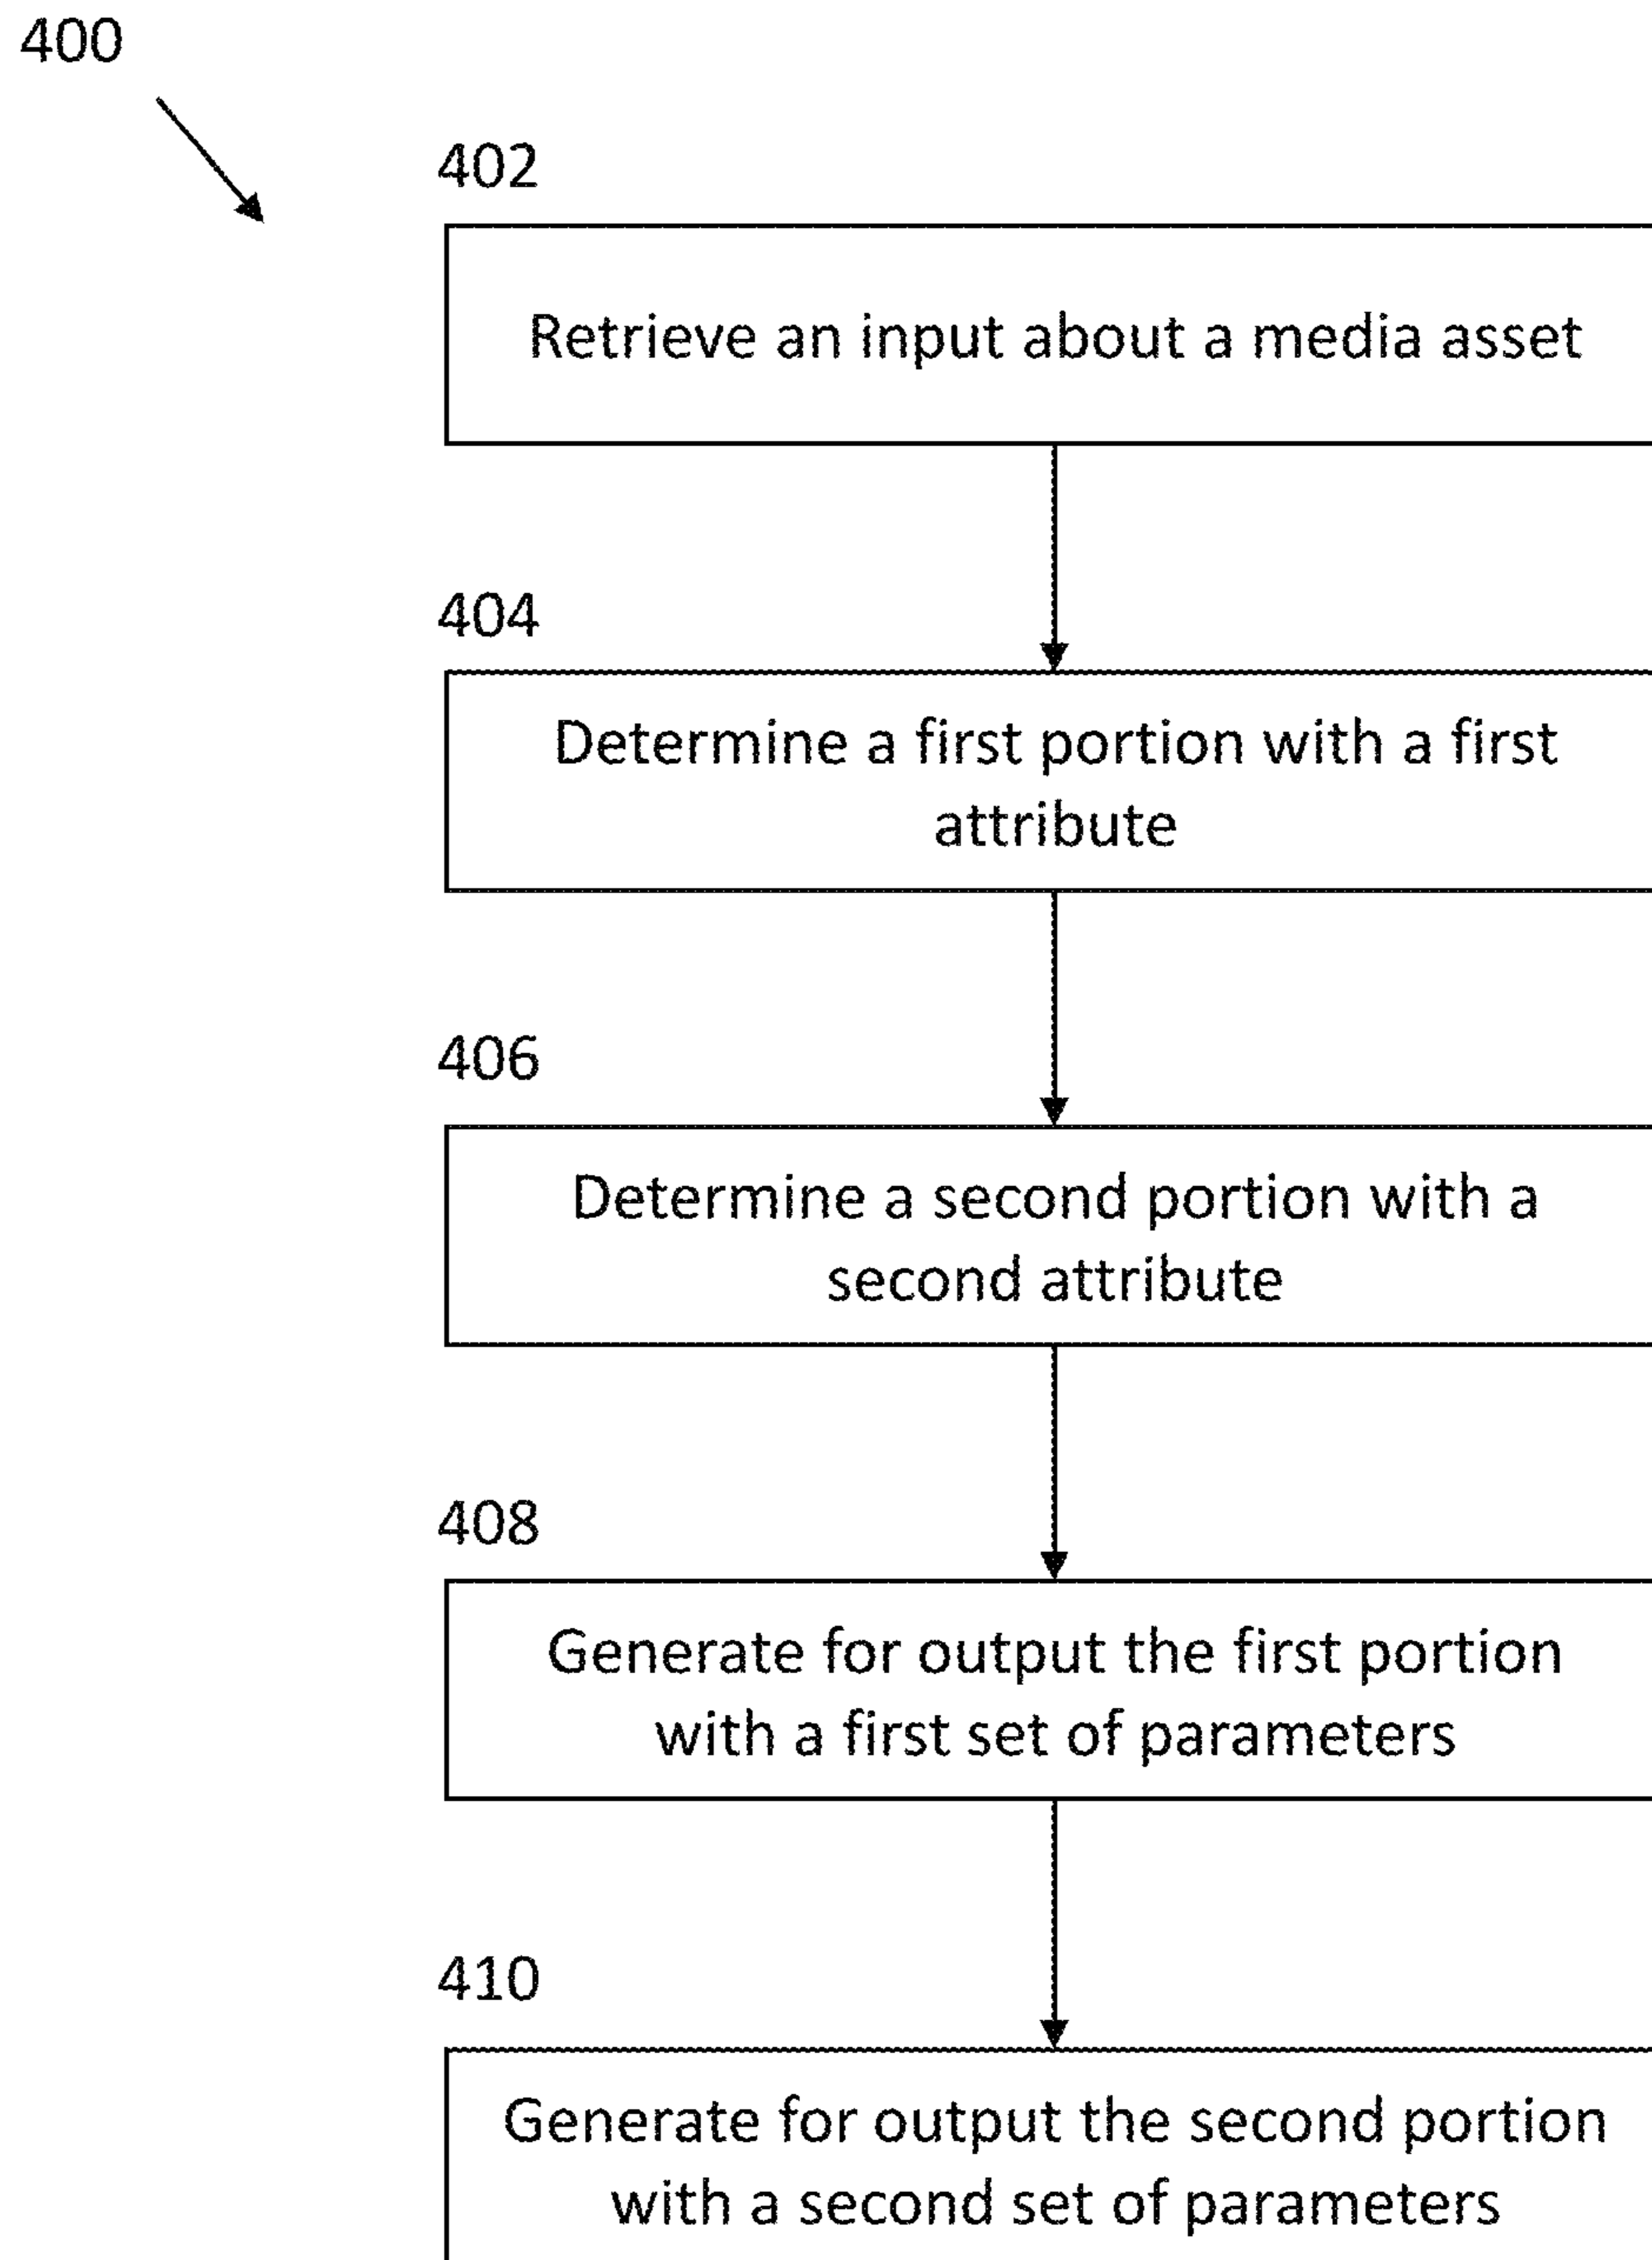 400
402
Retrieve an input about a media asset
404
Determine a first portion with a first
attribute
406
Determine a second portion with a
second attribute
408
Generate for output the first portion
with a first set of parameters
410
Generate for output the second portion
with a second set of parameters